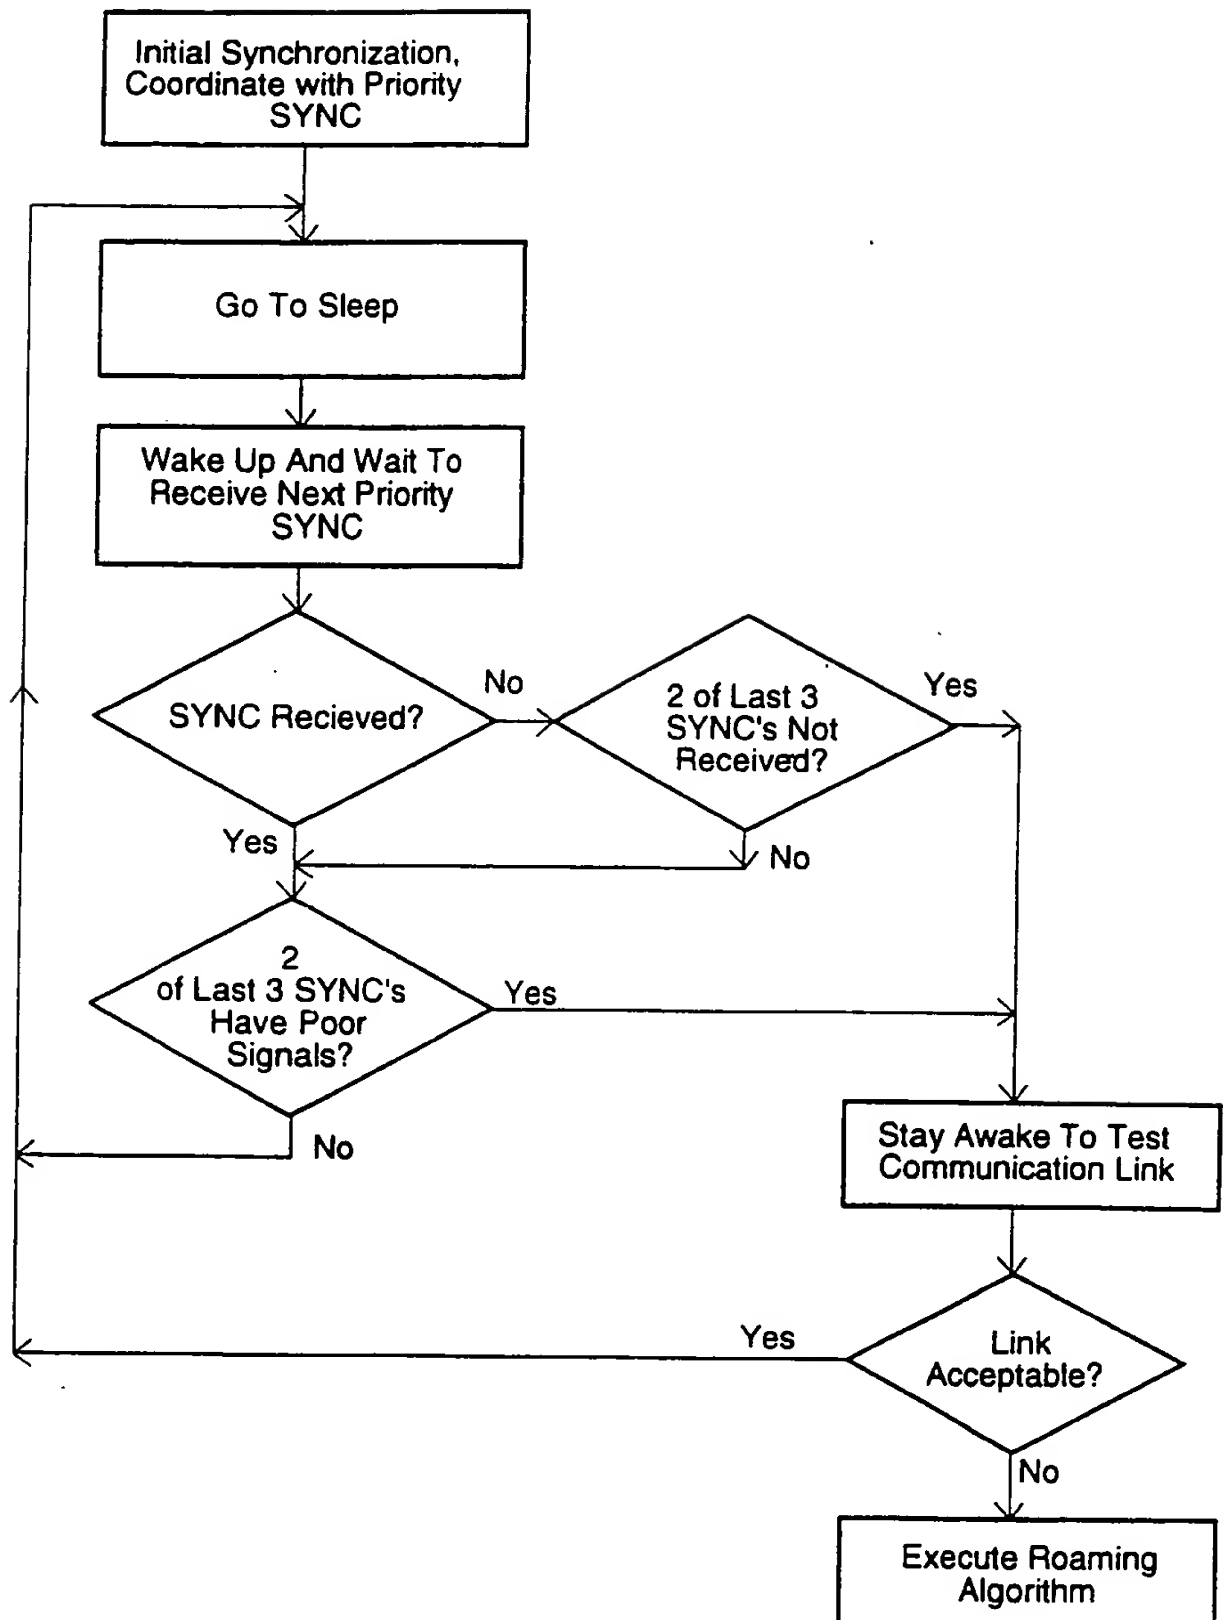 Initial Synchronization,
Coordinate with Priority
SYNC
Go To Sleep
Wake Up And Wait To
Receive Next Priority
SYNC
SYNC Recieved?
No
2 of Last 3
SYNC's Not
Received?
Yes
Yes
No
2
of Last 3 SYNC's
Have Poor
Signals?
Yes
No
Stay Awake To Test
Communication Link
Link
Acceptable?
Yes
No
Execute Roaming
Algorithm